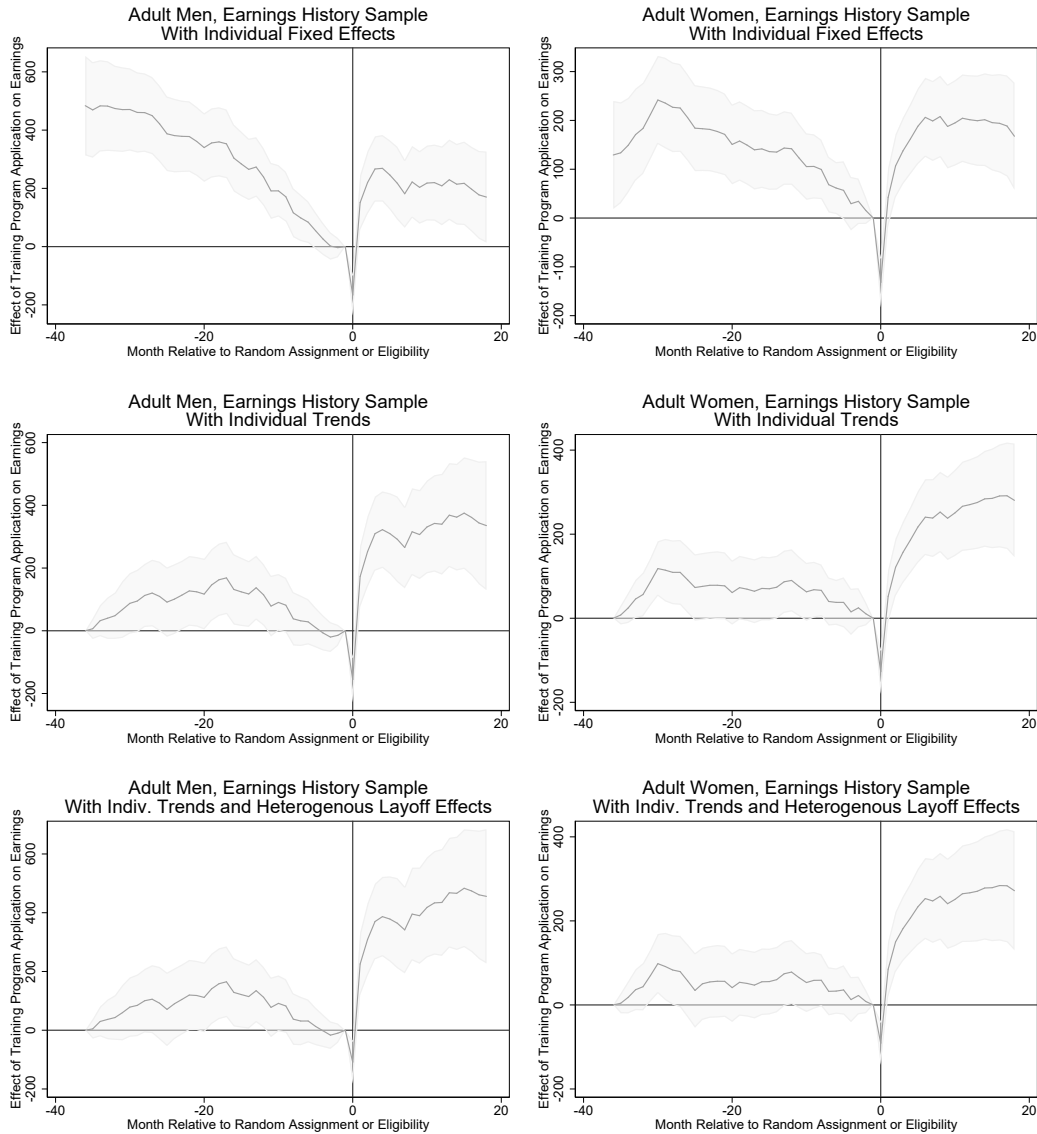 Adult Men, Earnings History Sample
With Individual Fixed Effects
Effect of Training Program Application on Earnings
600
400
200
0
-200
-40
-20
0
20
Month Relative to Random Assignment or Eligibility
Adult Women, Earnings History Sample
With Individual Fixed Effects
Effect of Training Program Application on Earnings
300
200
100
0
-100
-200
-40
-20
0
20
Month Relative to Random Assignment or Eligibility
Adult Men, Earnings History Sample
With Individual Trends
Effect of Training Program Application on Earnings
600
400
200
0
-200
-40
-20
0
20
Month Relative to Random Assignment or Eligibility
Adult Women, Earnings History Sample
With Individual Trends
Effect of Training Program Application on Earnings
400
200
0
-200
-40
-20
0
20
Month Relative to Random Assignment or Eligibility
Adult Men, Earnings History Sample
With Indiv. Trends and Heterogenous Layoff Effects
Effect of Training Program Application on Earnings
600
400
200
0
-200
-40
-20
0
20
Month Relative to Random Assignment or Eligibility
Adult Women, Earnings History Sample
With Indiv. Trends and Heterogenous Layoff Effects
Effect of Training Program Application on Earnings
400
200
0
-200
-40
-20
0
20
Month Relative to Random Assignment or Eligibility